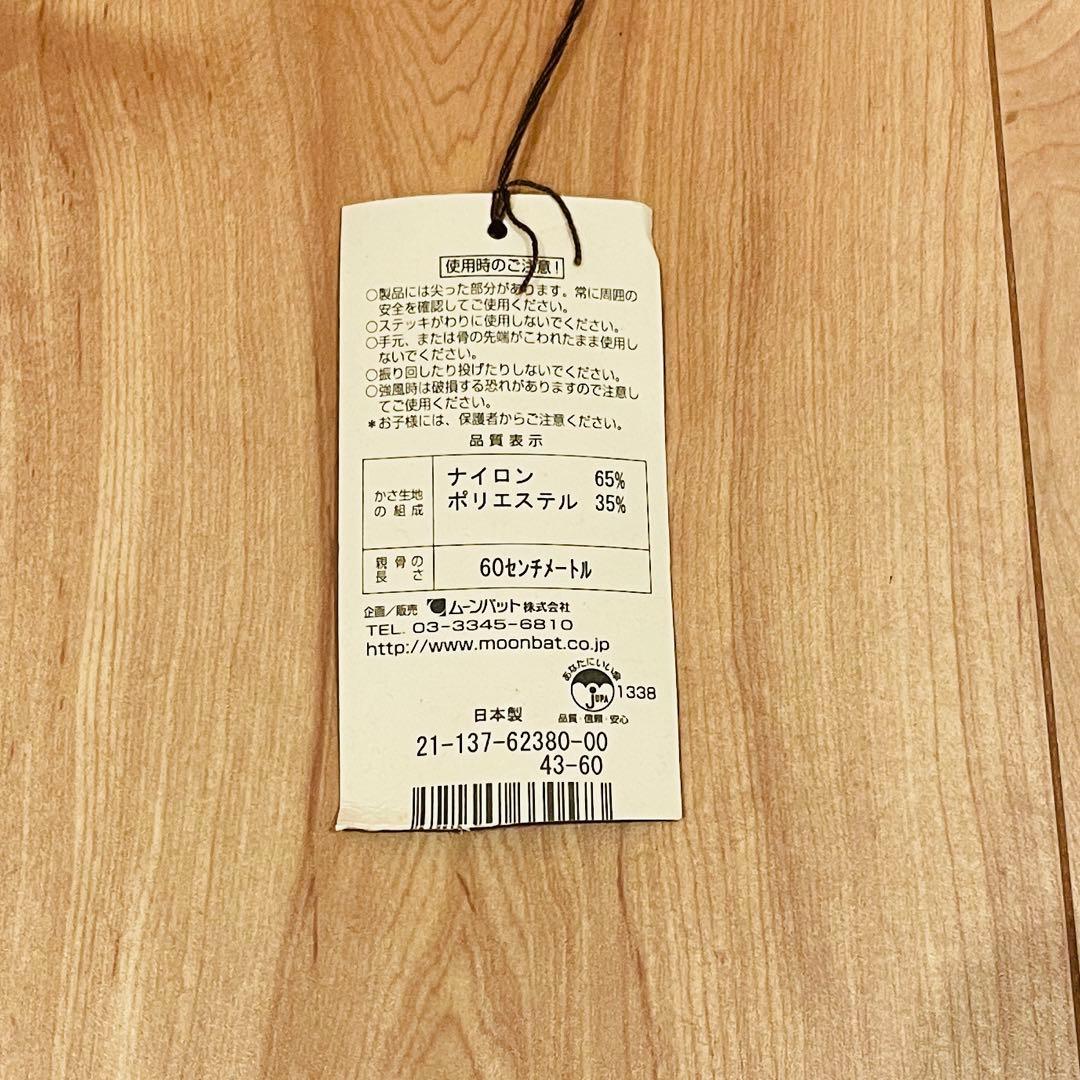 使用時のご注意!
○製品には尖った部分があります。常に周囲の
安全を確認してご使用ください。
○ステッキがわりに使用しないでください。
○手元、または骨の先端がこわれたまま使用し
ないでください。
○振り回したり投げたりしないでください。
○強風時は破損する恐れがありますので注意し
てご使用ください。
*お子様には、保護者からご注意ください。
品質表示
かさ生地の組成 ナイロン 65%
ポリエステル 35%
親骨の長さ 60センチメートル
企画/販売 ムーンバット株式会社
TEL. 03-3345-6810
http://www.moonbat.co.jp
あなたにいい傘
JUPA 1338
品質・信頼・安心
日本製
21-137-62380-00
43-60